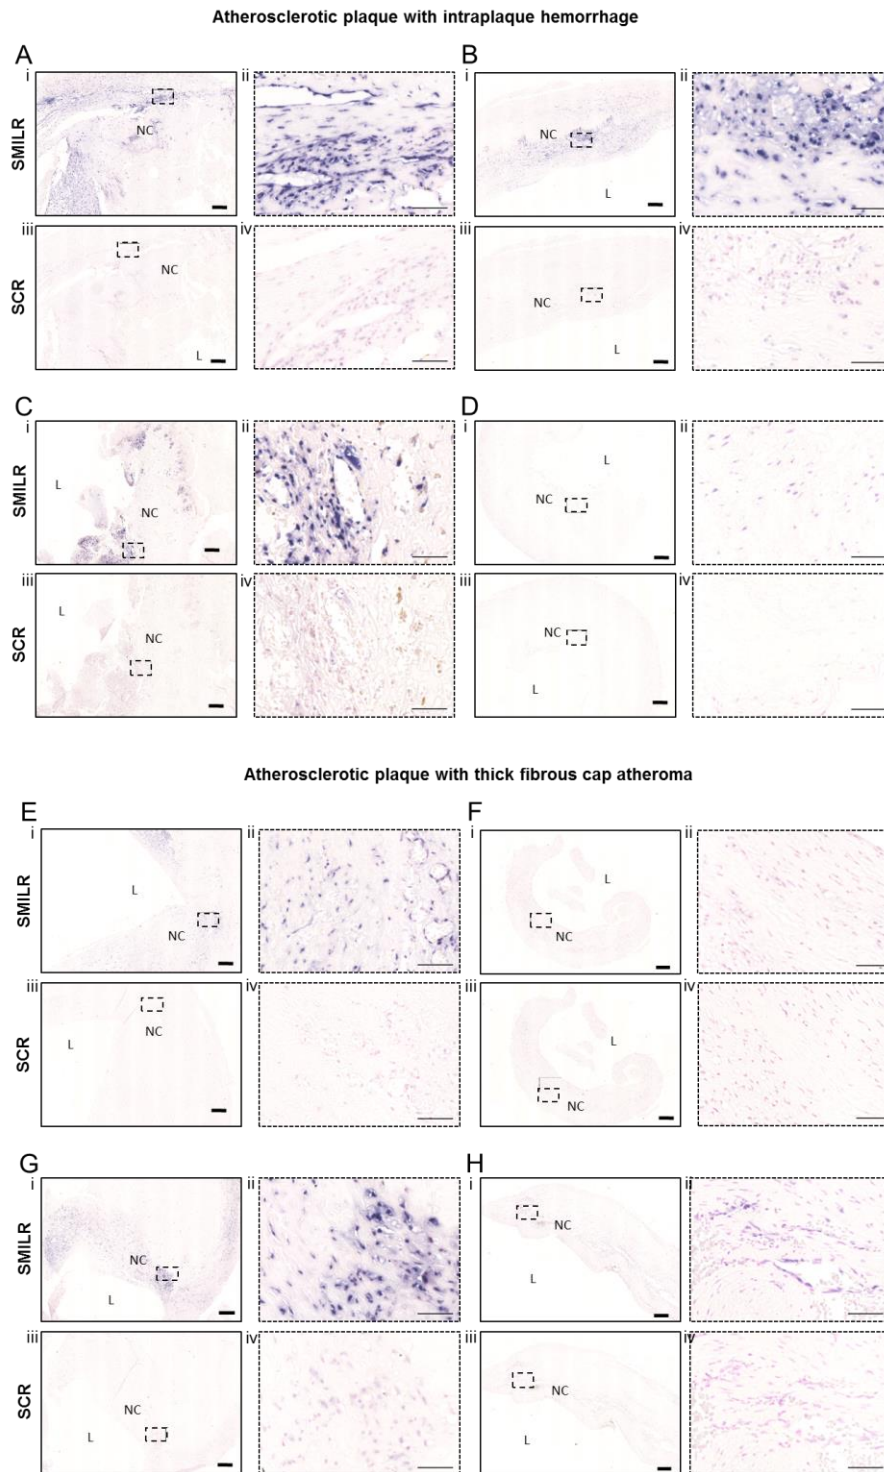 Atherosclerotic plaque with intraplaque hemorrhage
A
B
i
ii
i
ii
SMILR
NC
NC
L
iii
iv
iii
iv
SCR
NC
L
NC
L
C
D
i
ii
i
ii
SMILR
L
NC
L
NC
iii
iv
iii
iv
SCR
L
NC
NC
L
Atherosclerotic plaque with thick fibrous cap atheroma
E
F
i
ii
i
ii
SMILR
L
NC
L
NC
iii
iv
iii
iv
SCR
L
NC
L
NC
G
H
i
ii
i
ii
SMILR
NC
L
NC
L
iii
iv
iii
iv
SCR
L
NC
NC
L